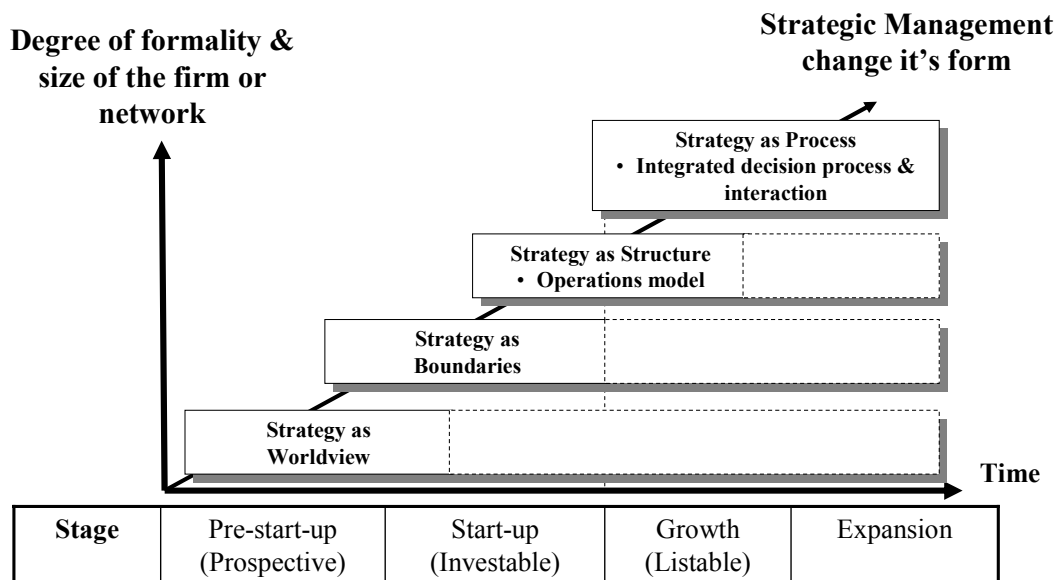 Degree of formality &
size of the firm or
network
Strategic Management
change it's form
Strategy as Process
• Integrated decision process &
interaction
Strategy as Structure
• Operations model
Strategy as
Boundaries
Strategy as
Worldview
Time
Stage
Pre-start-up
(Prospective)
Start-up
(Investable)
Growth
(Listable)
Expansion